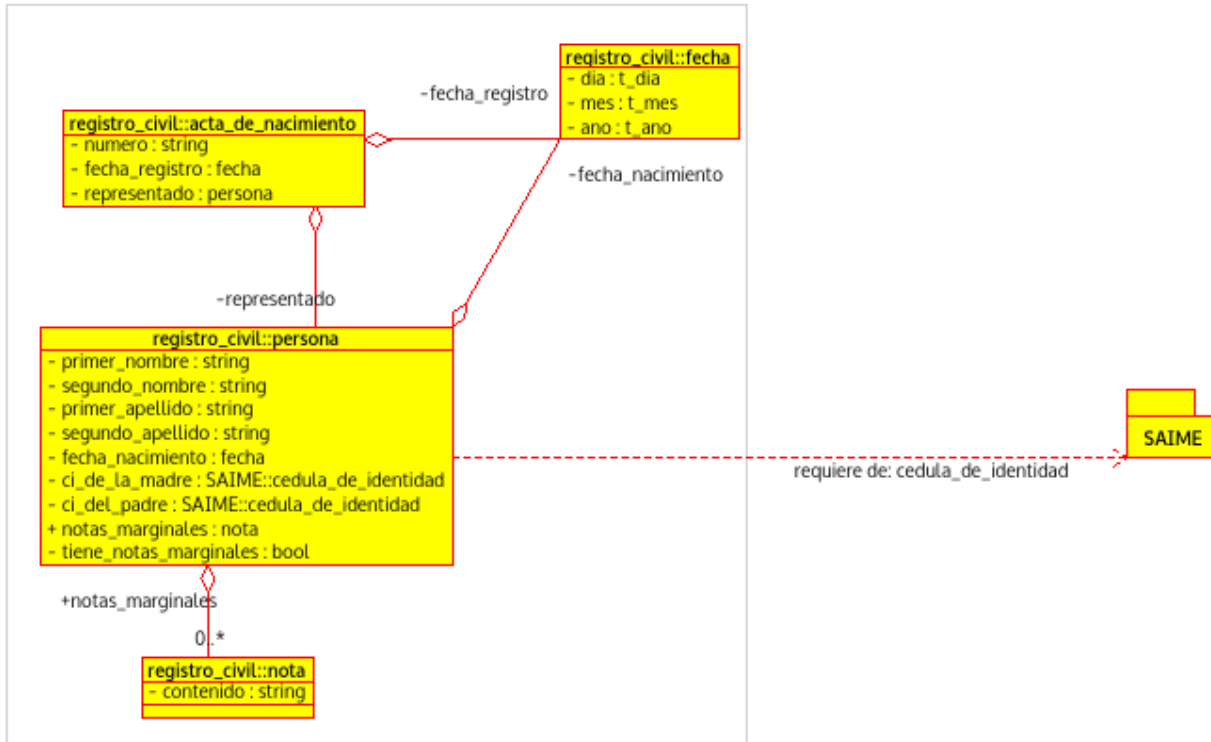 registro_civil::fecha
- dia : t_dia
- mes : t_mes
- ano : t_ano
-fecha_registro
registro_civil::acta_de_nacimiento
- numero : string
- fecha_registro : fecha
- representado : persona
-fecha_nacimiento
-representado
registro_civil::persona
- primer_nombre : string
- segundo_nombre : string
- primer_apellido : string
- segundo_apellido : string
- fecha_nacimiento : fecha
- ci_de_la_madre : SAIME::cedula_de_identidad
- ci_del_padre : SAIME::cedula_de_identidad
+ notas_marginales : nota
- tiene_notas_marginales : bool
SAIME
requiere de: cedula_de_identidad
+notas_marginales
0..*
registro_civil::nota
- contenido : string